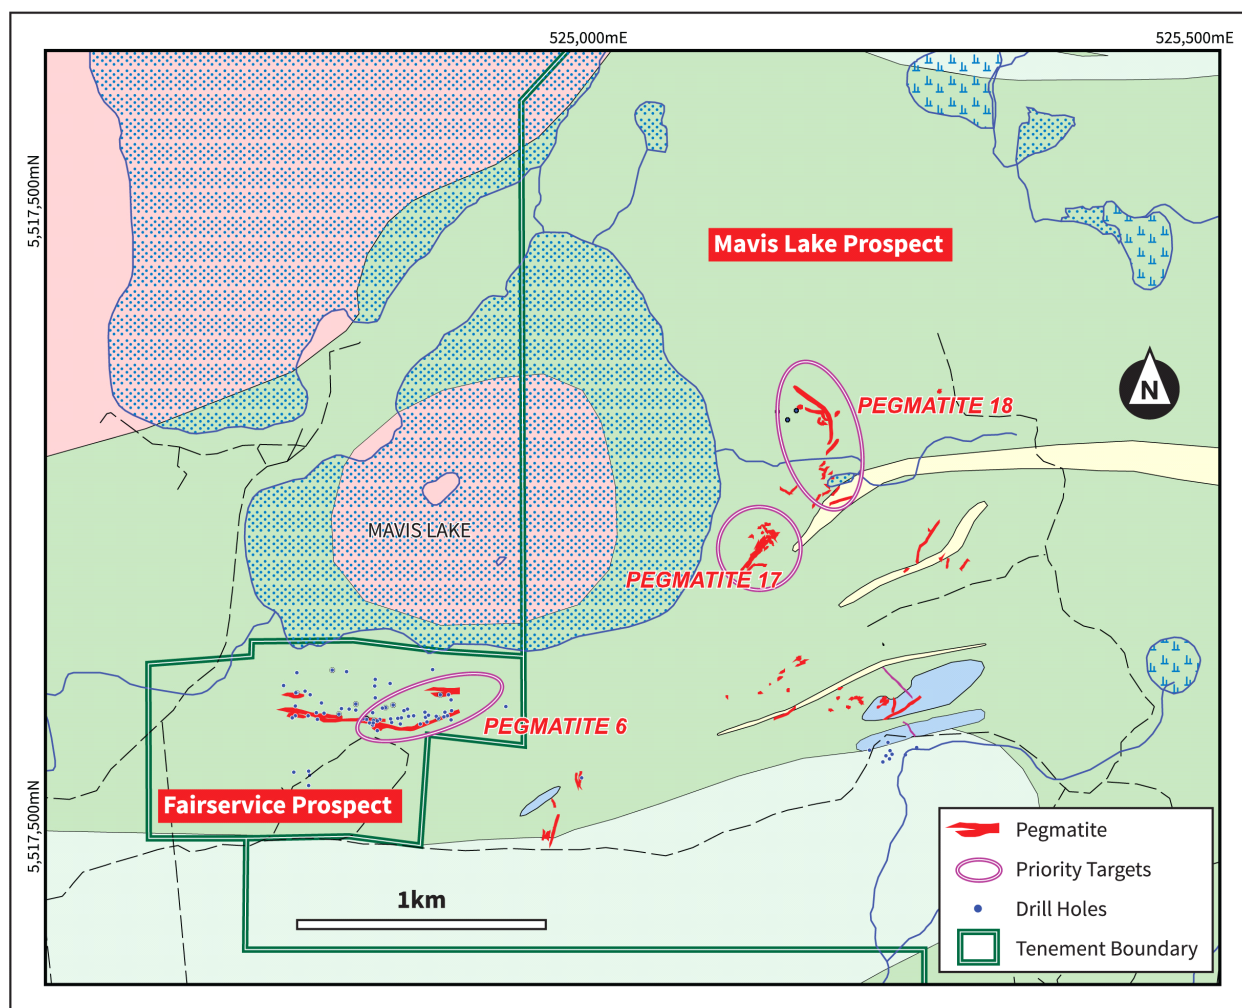 525,000mE
525,500mE
5,517,500mN
Mavis Lake Prospect
N
PEGMATITE 18
MAVIS LAKE
PEGMATITE 17
PEGMATITE 6
5,517,500mN
Fairservice Prospect
1km
Pegmatite
Priority Targets
Drill Holes
Tenement Boundary